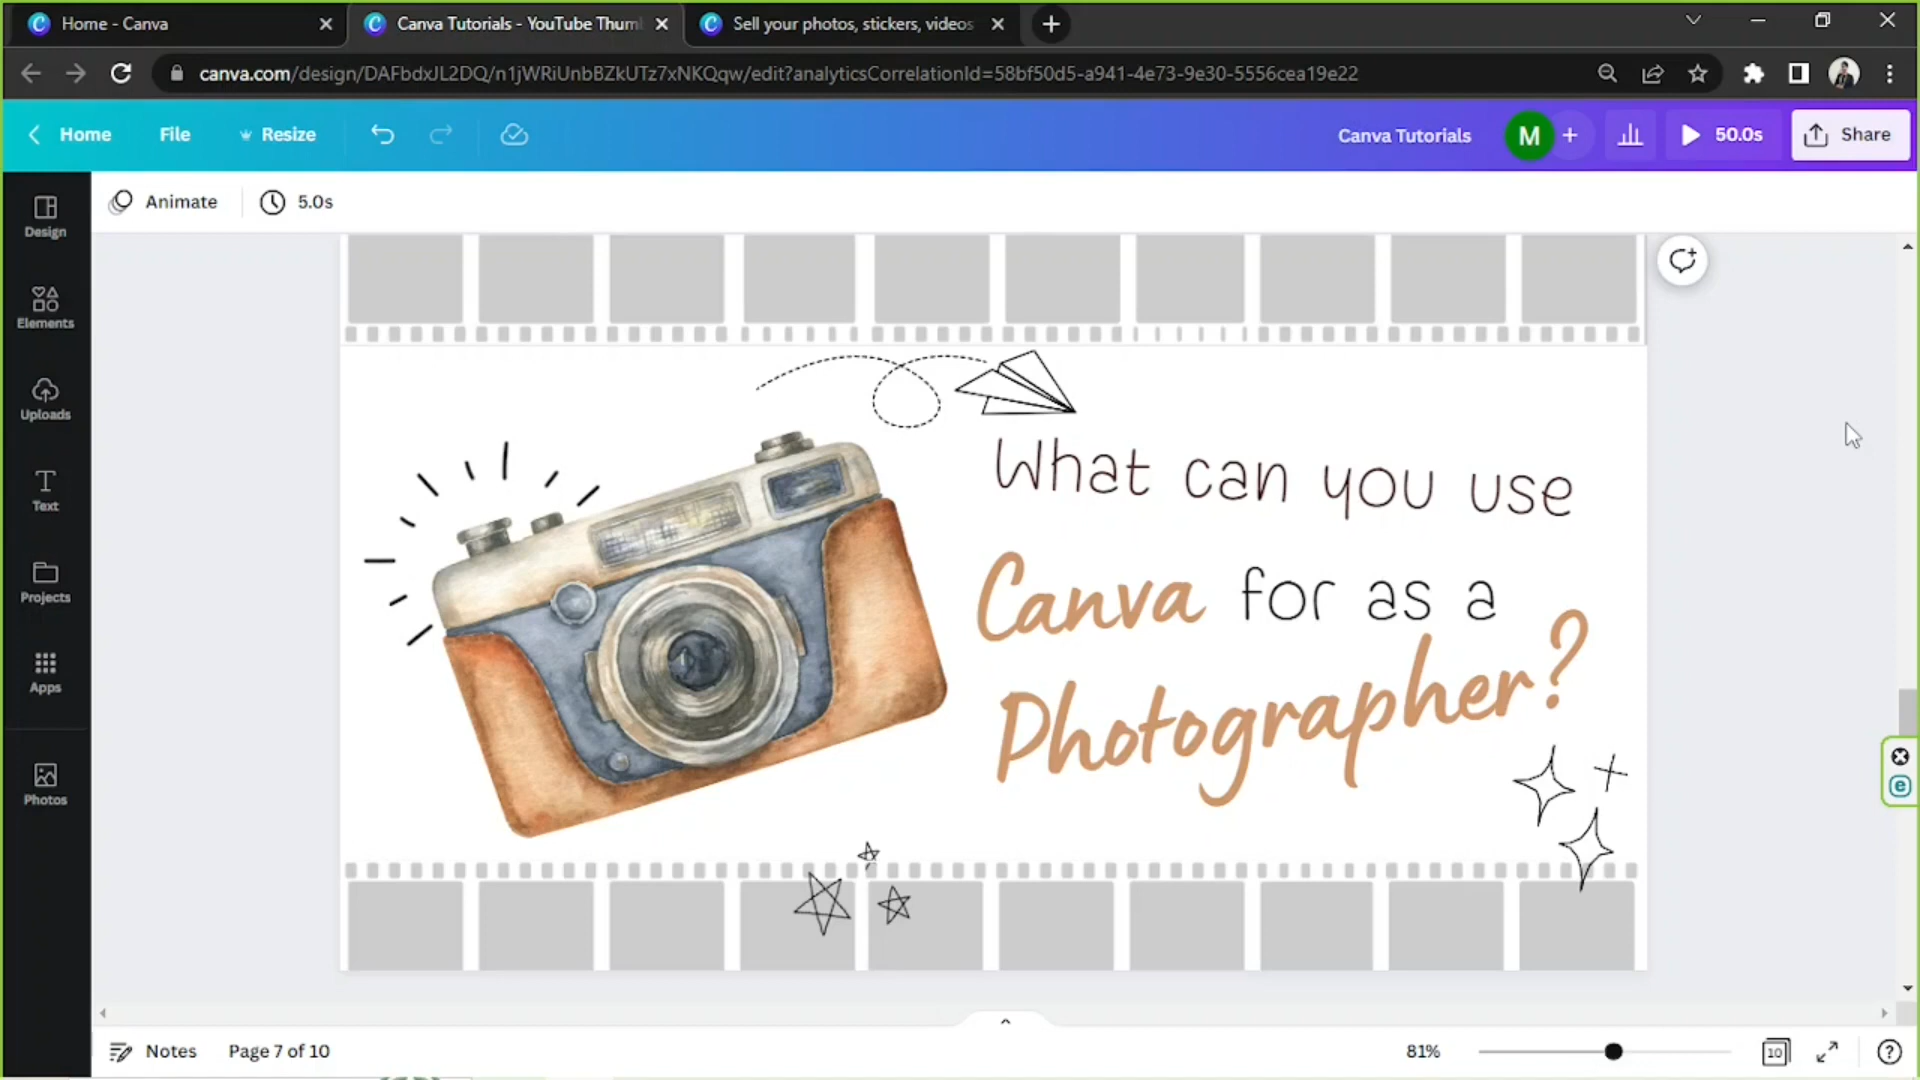 Home - Canva
Canva Tutorials - YouTube Thum
Sell your photos, stickers, videos
canva.com/design/DAFbdxJL2DQ/n1jWRiUnbBZkUTz7xNKQqw/edit?analyticsCorrelationId=58bf50d5-a941-4e73-9e30-5556cea19e22
Home
File
Resize
Canva Tutorials
M
50.0s
Share
Animate
5.0s
Design
Elements
Uploads
Text
Projects
Apps
Photos
What can you use
Canva for as a
Photographer?
Notes
Page 7 of 10
81%
10